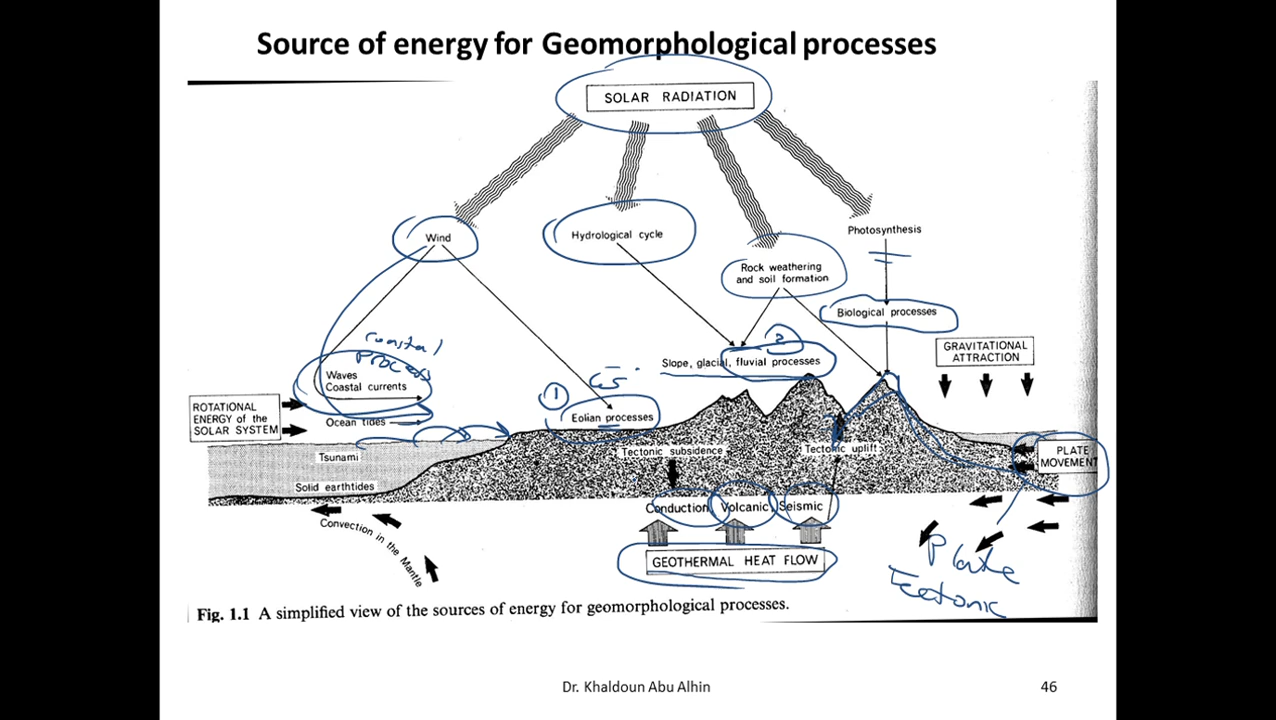 Source of energy for Geomorphological processes
SOLAR RADIATION
Wind
Hydrological cycle
Photosynthesis
Rock weathering
and soil formation
Biological processes
coastal
process
GRAVITATIONAL
ATTRACTION
2
Slope, glacial, fluvial processes
Waves
Coastal currents
1
ROTATIONAL
ENERGY of the
SOLAR SYSTEM
Ocean tides
Eolian processes
Tsunami
Tectonic subsidence
Tectonic uplift
PLATE
MOVEMENT
Solid earthtides
Conduction, Volcanic, Seismic
Convection in the Mantle
GEOTHERMAL HEAT FLOW
Plate
Tectonic
Fig. 1.1 A simplified view of the sources of energy for geomorphological processes.
Dr. Khaldoun Abu Alhin
46